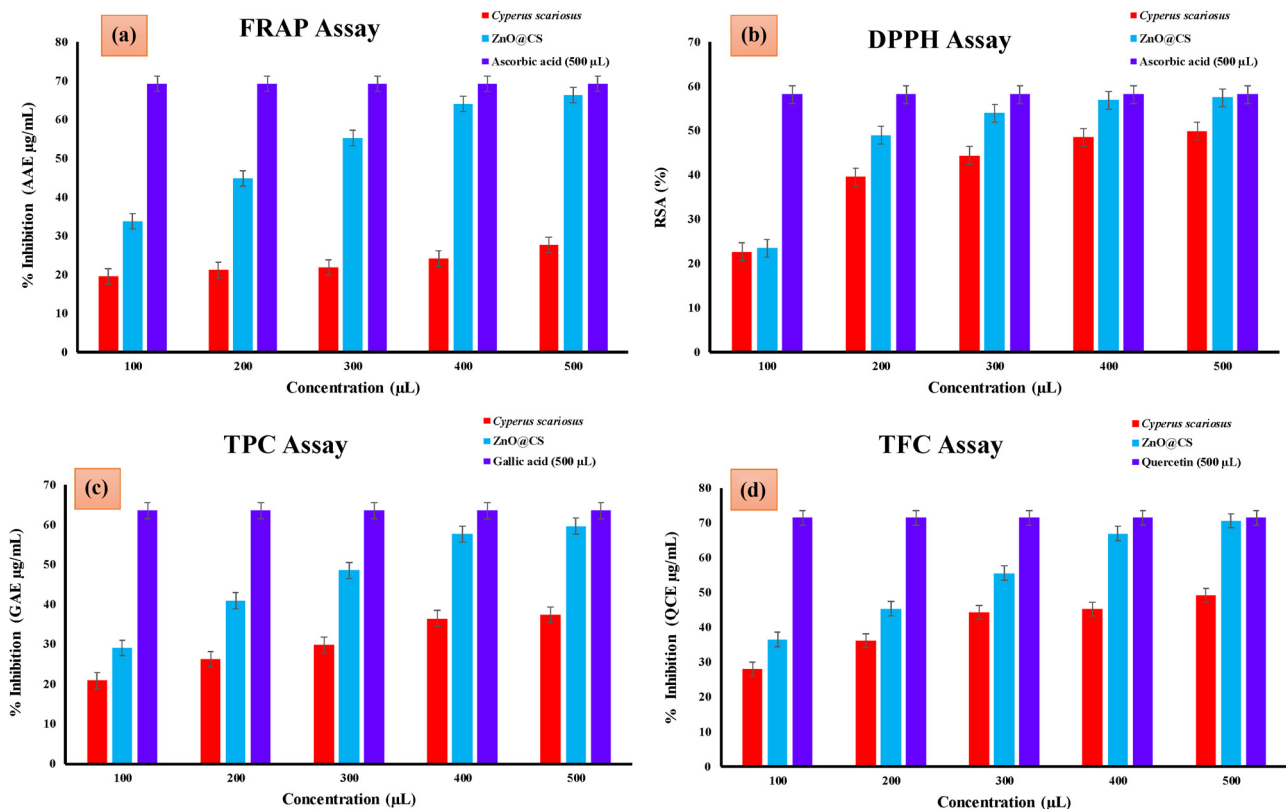 (a)
FRAP Assay
Cyperus scariosus
ZnO@CS
Ascorbic acid (500 µL)
% Inhibition (AAE µg/mL)
80
70
60
50
40
30
20
10
0
100 200 300 400 500
Concentration (µL)
(b)
DPPH Assay
Cyperus scariosus
ZnO@CS
Ascorbic acid (500 µL)
RSA (%)
70
60
50
40
30
20
10
0
100 200 300 400 500
Concentration (µL)
(c)
TPC Assay
Cyperus scariosus
ZnO@CS
Gallic acid (500 µL)
% Inhibition (GAE µg/mL)
70
60
50
40
30
20
10
0
100 200 300 400 500
Concentration (µL)
(d)
TFC Assay
Cyperus scariosus
ZnO@CS
Quercetin (500 µL)
% Inhibition (QCE µg/mL)
80
70
60
50
40
30
20
10
0
100 200 300 400 500
Concentration (µL)